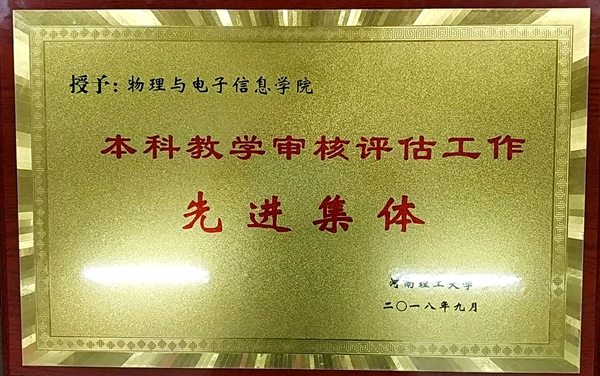 授予：物理与电子信息学院
本科教学审核评估工作
先进集体
河南理工大学
二〇一八年九月